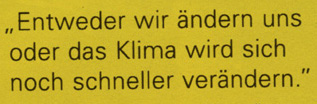 „Entweder wir ändern uns
oder das Klima wird sich
noch schneller verändern.”